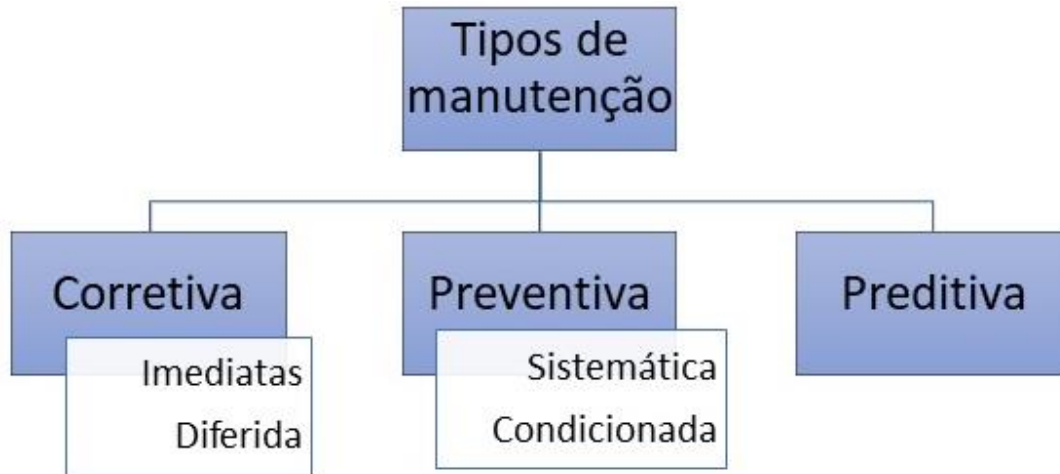 Tipos de
manutenção
Corretiva
Imediatas
Diferida
Preventiva
Sistemática
Condicionada
Preditiva